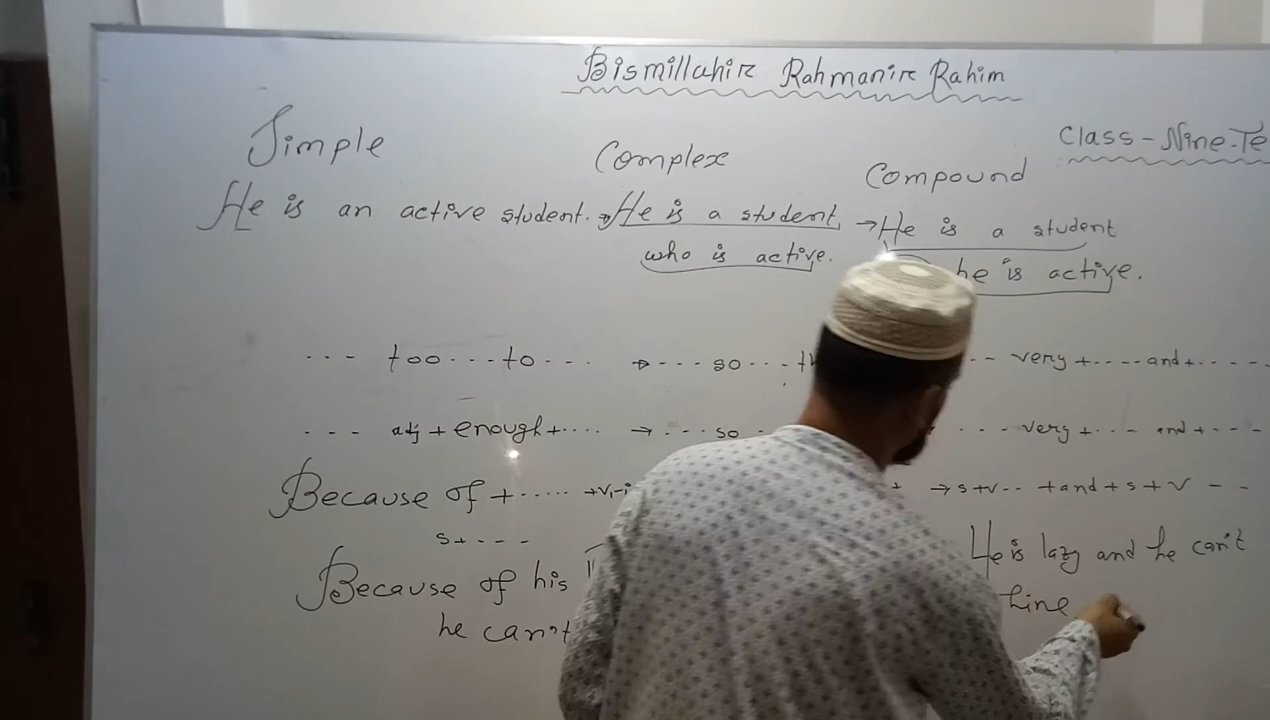 Bismillahir Rahmanir Rahim
Class - Nine-Te
Simple Complex Compound
He is an active student. → He is a student, → He is a student
who is active. he is active.
--- too --- to --- → --- so --- -- very + ---- and + ----
--- adj + enough + ---- → --- so --- very + --- and + ---
Because of + ------ → s+v-- + and + s + v --
s + ---
Because of his He is lazy and he can't
he can't hine